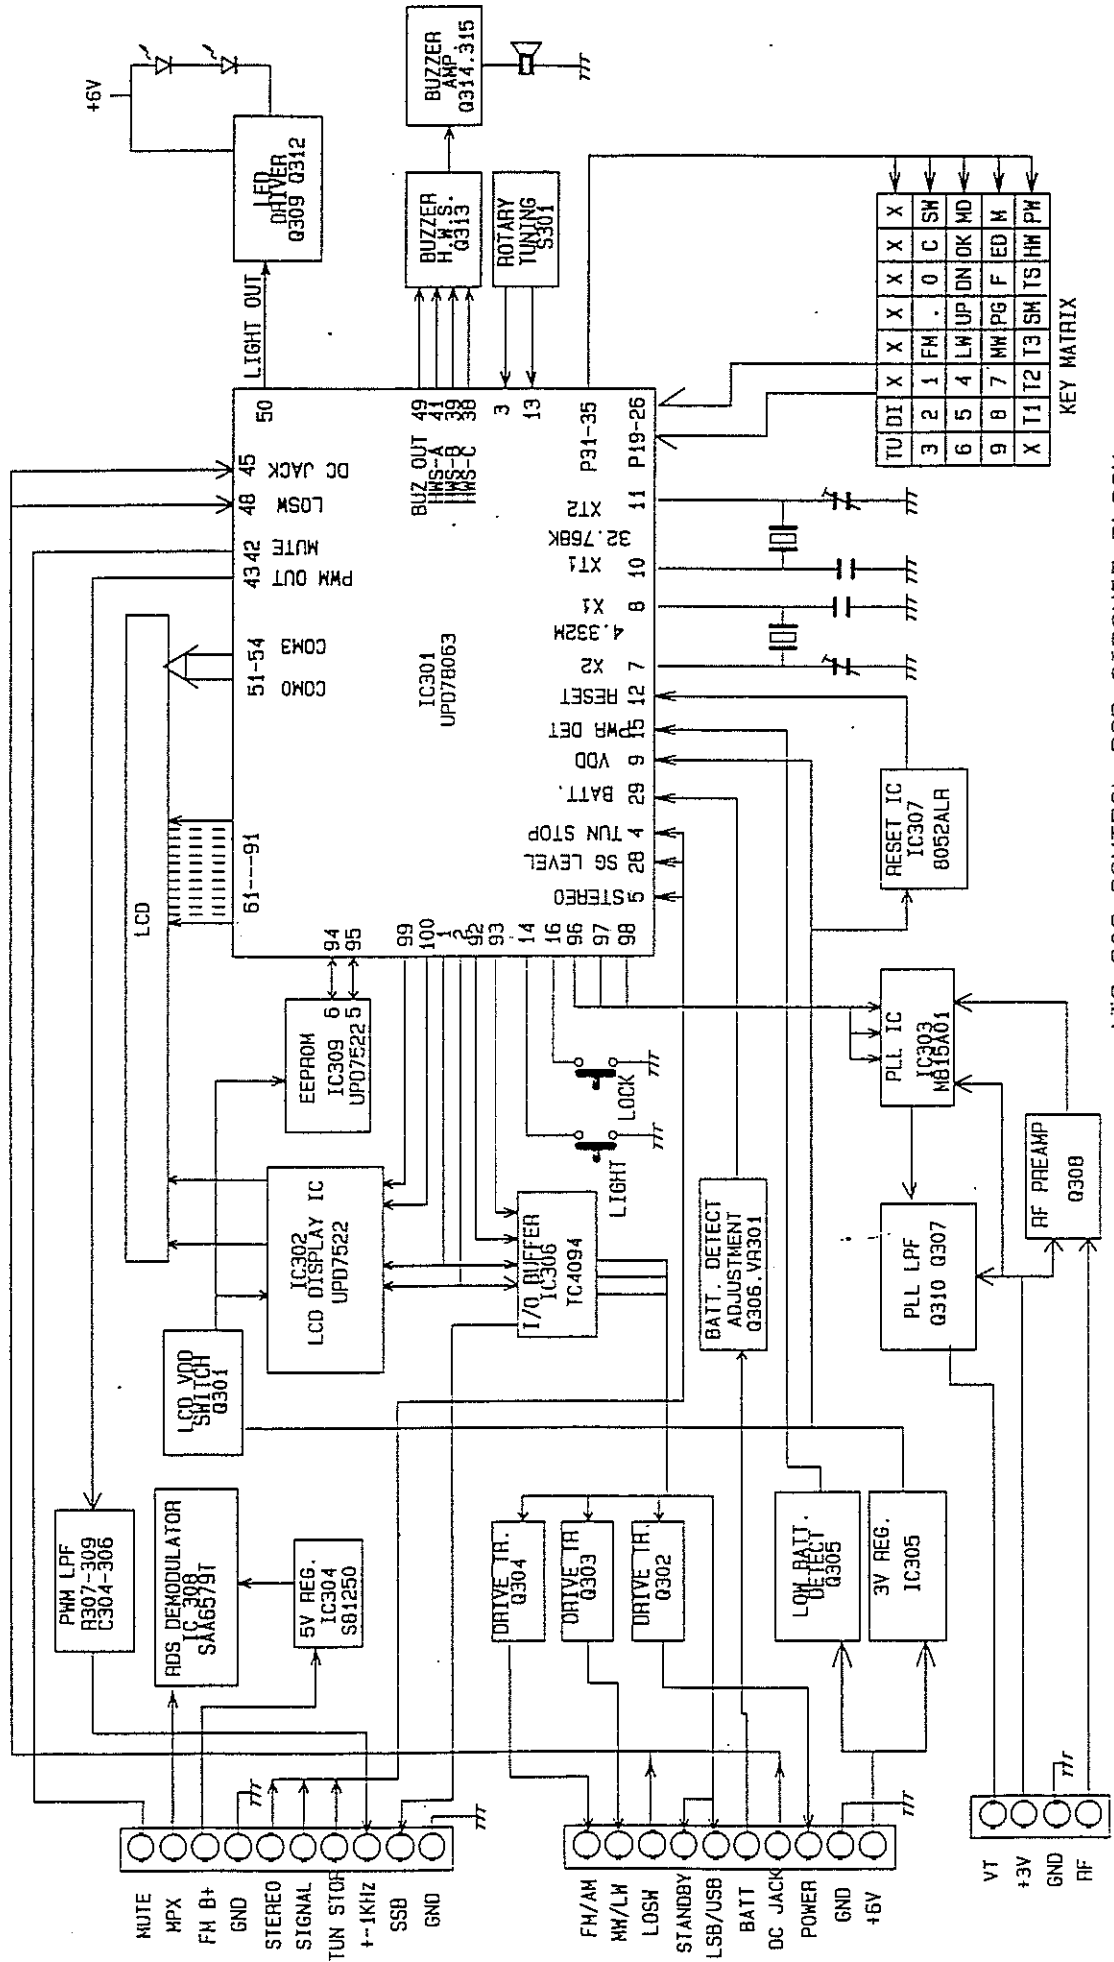 +6V
LED
DRIVER
Q309 Q312
LIGHT OUT
BUZZER
AMP
Q314.315
BUZZER
H.W.S.
Q313
ROTARY
TUNING
S301
50
49
41
39
38
3
13
BUZ OUT
HWS-A
HWS-B
HWS-C
P31-35
P19-26
45
DC JACK
48
LOSW
42
MUTE
43
PWM OUT
51-54
COM3
COM0
61---91
LCD
IC301
UPD78063
11
XT2
32.768K
10
XT1
8
X1
4.332M
7
X2
12
RESET
15
PWR DET
9
VDD
29
BATT.
4
TUN STOP
28
SG LEVEL
5
STEREO
94
95
99
100
1
2
92
93
14
16
96
97
98
TU DI X X X X X X
3 2 1 FM . 0 C SW
6 5 4 LW UP DN OK MD
9 8 7 MW PG F ED M
X T1 T2 T3 SM TS HW PW
KEY MATRIX
EEPROM
IC309
UPD7522
6
5
IC302
LCD DISPLAY IC
UPD7522
LCD VDD
SWITCH
Q301
I/O BUFFER
IC306
TC4094
LIGHT
LOCK
BATT. DETECT
ADJUSTMENT
Q306.VR301
RESET IC
IC307
8052ALR
PLL IC
IC303
MB15A01
PLL LPF
Q310 Q307
RF PREAMP
Q308
PWM LPF
R307-309
C304-306
RDS DEMODULATOR
IC 308
SAA6579T
5V REG.
IC304
S81250
DRIVE TR.
Q304
DRIVE TR.
Q303
DRIVE TR.
Q302
LOW BATT.
DETECT
Q305
3V REG.
IC305
MUTE
MPX
FM B+
GND
STEREO
SIGNAL
TUN STOP
+-1KHz
SSB
GND
FM/AM
MW/LW
LOSW
STANDBY
LSB/USB
BATT
DC JACK
POWER
GND
+6V
VT
+3V
GND
RF